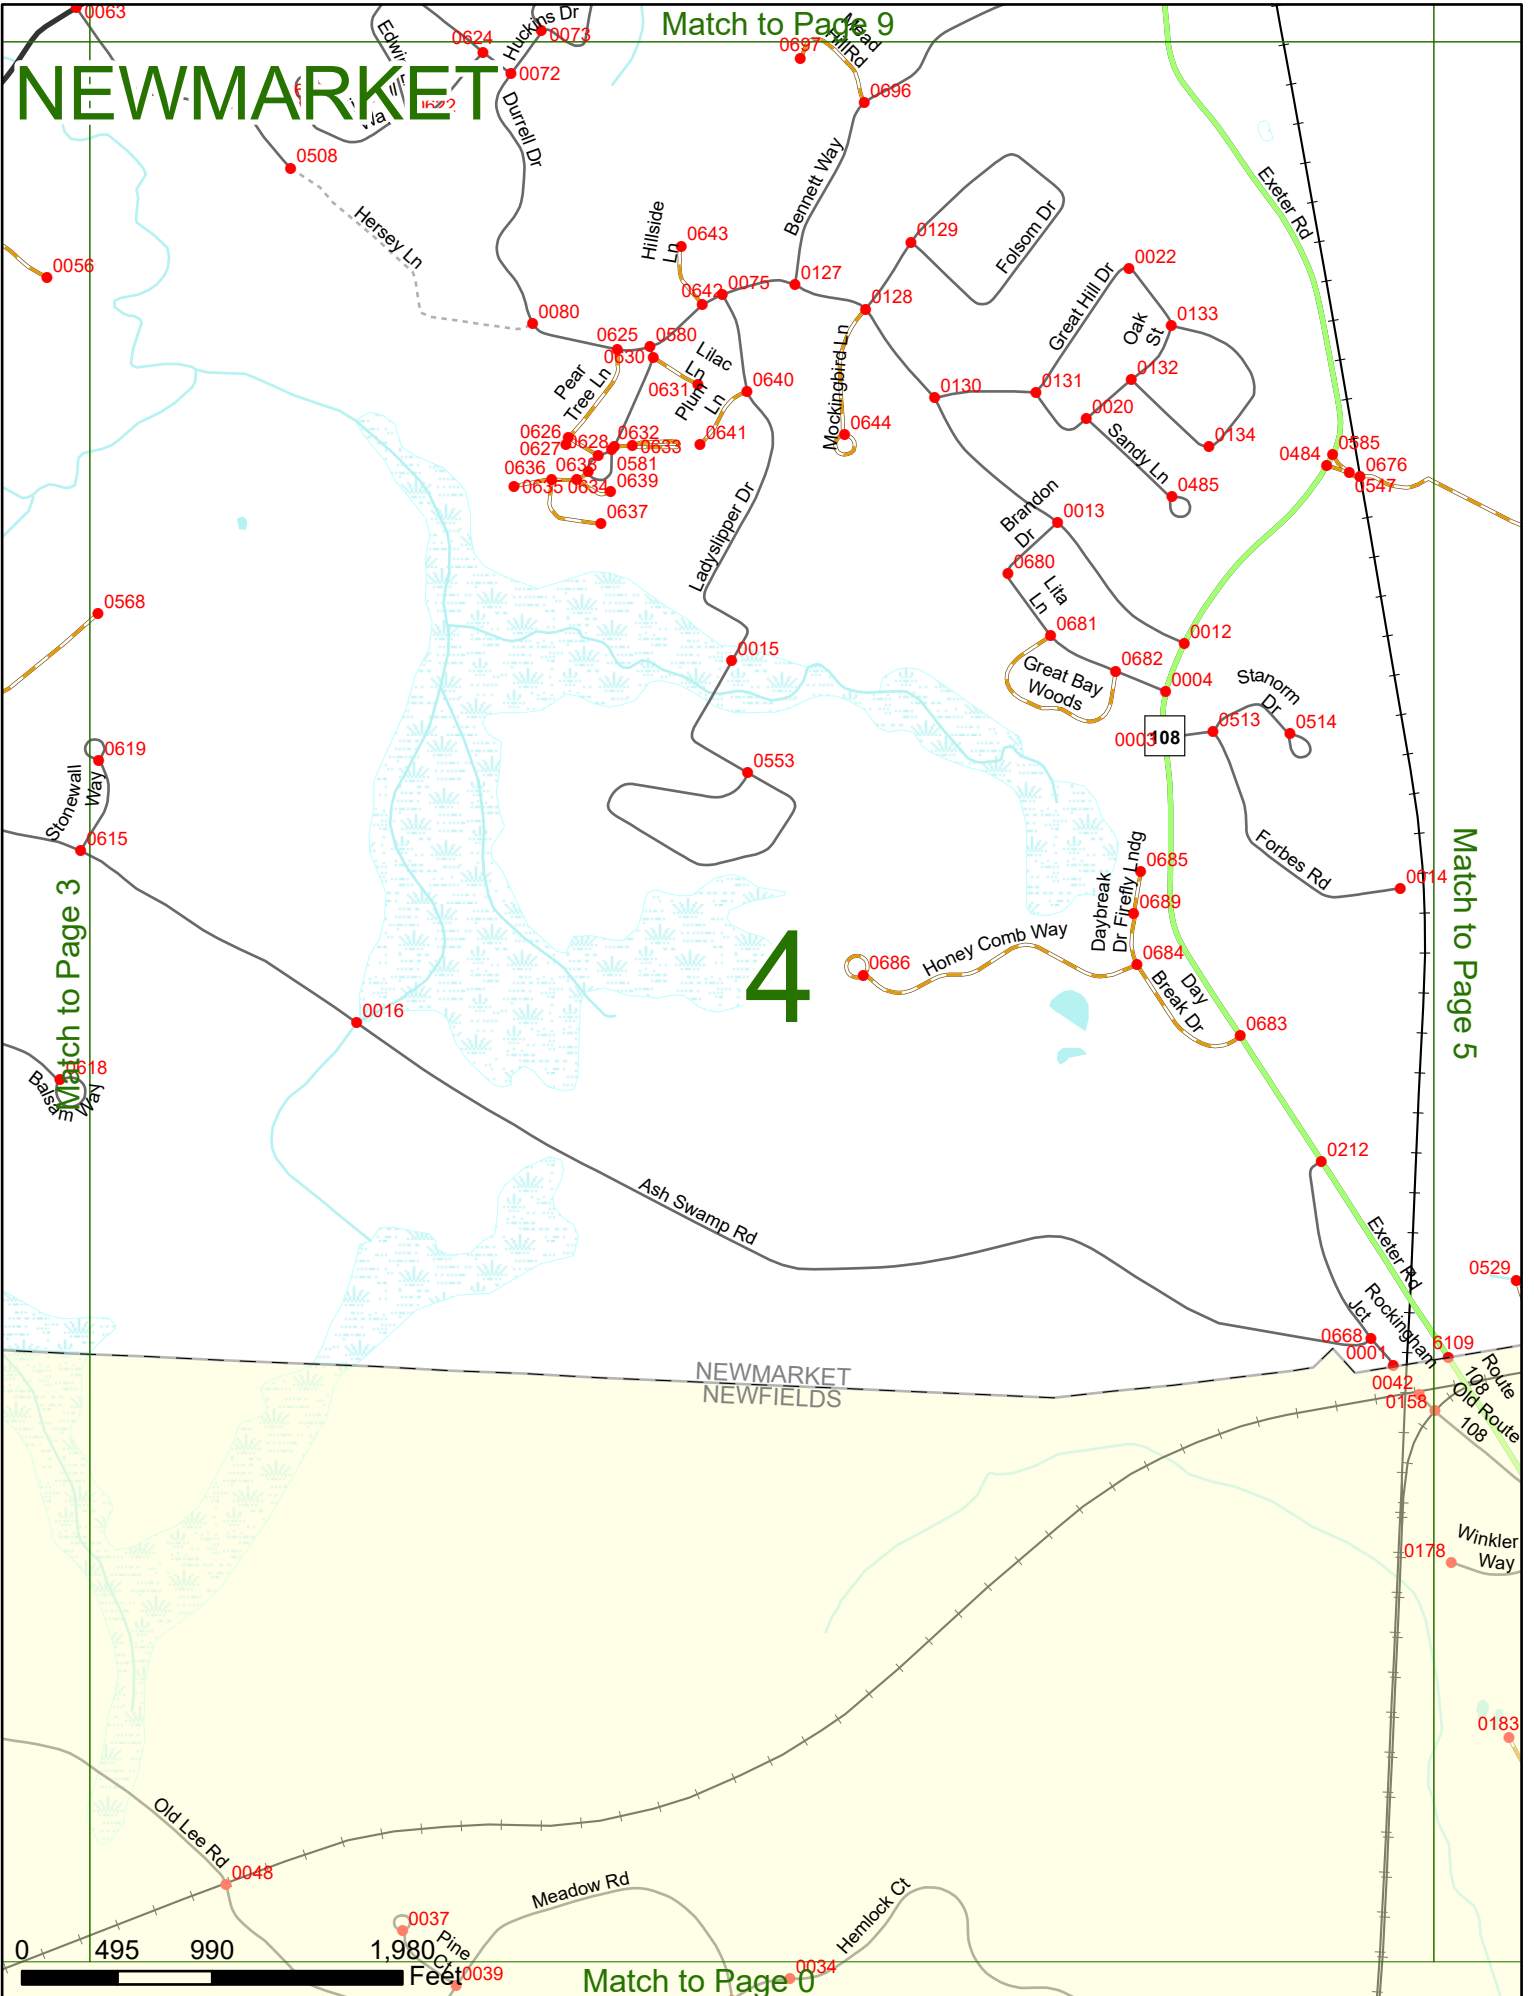 Match to Page 9
NEWMARKET
0063
0624
Huckins Dr
0073
0072
0697
Mead
HillRd
0696
Durrell Dr
0508
Hersey Ln
Bennett Way
Exeter Rd
0056
Hillside
Ln
0643
0642
0075
0127
0129
Folsom Dr
0128
0022
Great Hill Dr
Oak
St
0133
0080
0625
0580
0630
Lilac
Ln
0631
Plum
Ln
0640
0641
Pear
Tree Ln
Mockingbird Ln
0644
0130
0131
0132
0020
0134
Sandy Ln
0485
0626
0627
0628
0632
0633
0581
0636
0635
0638
0634
0639
0637
0585
0484
0676
0547
Ladyslipper Dr
Brandon
Dr
0013
0680
Lita
Ln
0681
0568
0015
0012
0682
Great Bay
Woods
0004
Stanorm
Dr
0513
0514
0003
108
0619
Stonewall
Way
0615
0553
Forbes Rd
0014
0685
Daybreak
Dr
Firefly Lndg
0689
Match to Page 3
4
Match to Page 5
0686
Honey Comb Way
0684
Day
Break Dr
0683
0016
0618
Balsam
Way
0212
Ash Swamp Rd
Exeter Rd
0529
Rockingham
Jct
0668
0001
6109
NEWMARKET
NEWFIELDS
0042
0158
Route
108
Old Route
108
Winkler
Way
0178
0183
Old Lee Rd
0048
Meadow Rd
Hemlock Ct
0037
Pine
Ct
0039
0034
0 495 990 1,980
Feet
Match to Page 0